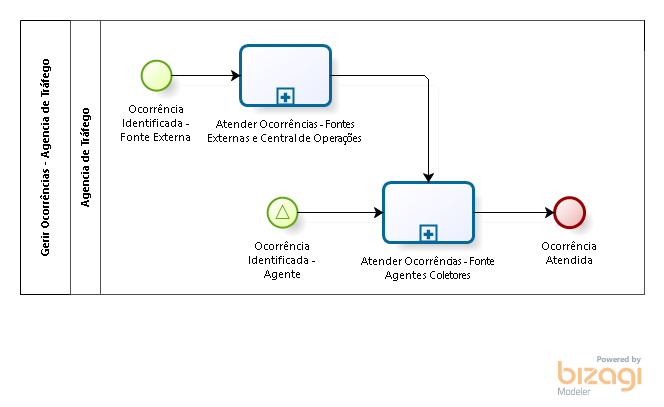 Gerir Ocorrências - Agencia de Tráfego
Agencia de Tráfego
Ocorrência
Identificada -
Fonte Externa
Atender Ocorrências - Fontes
Externas e Central de Operações
Ocorrência
Identificada -
Agente
Atender Ocorrências - Fonte
Agentes Coletores
Ocorrência
Atendida
Powered by
bizagi
Modeler